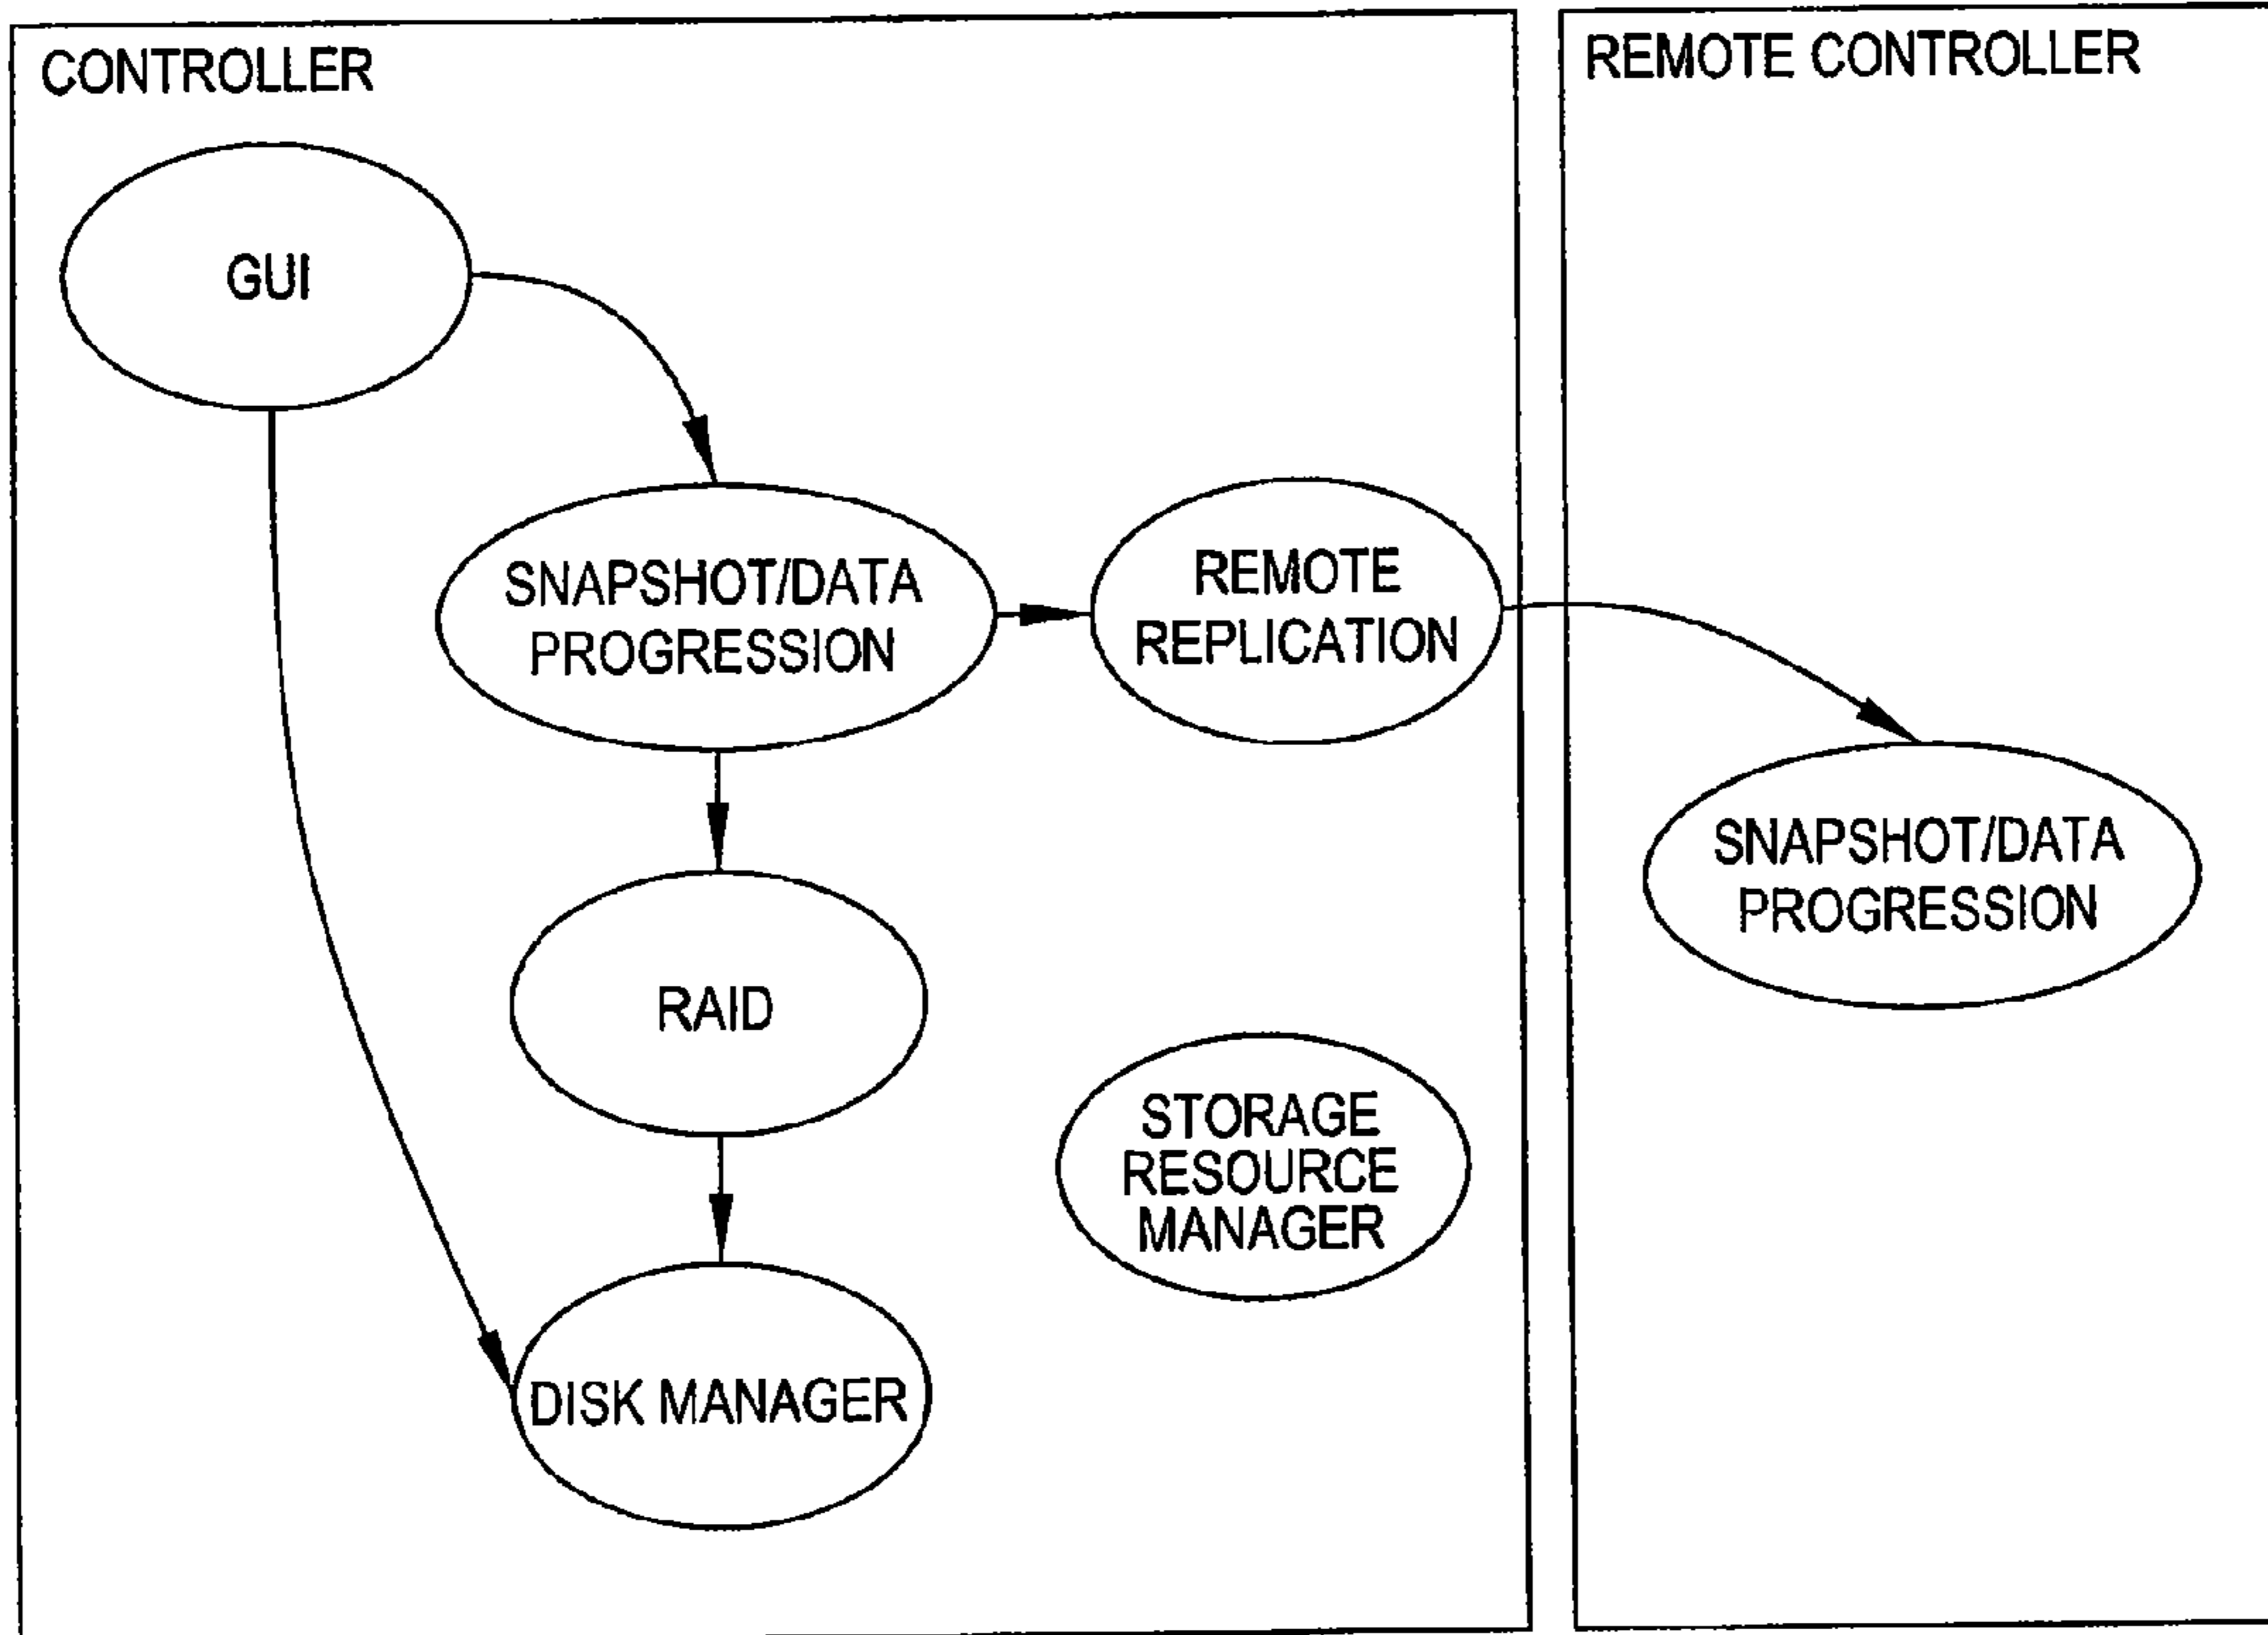 CONTROLLER
REMOTE CONTROLLER
GUI
SNAPSHOT/DATA
PROGRESSION
REMOTE
REPLICATION
SNAPSHOT/DATA
PROGRESSION
RAID
STORAGE
RESOURCE
MANAGER
DISK MANAGER